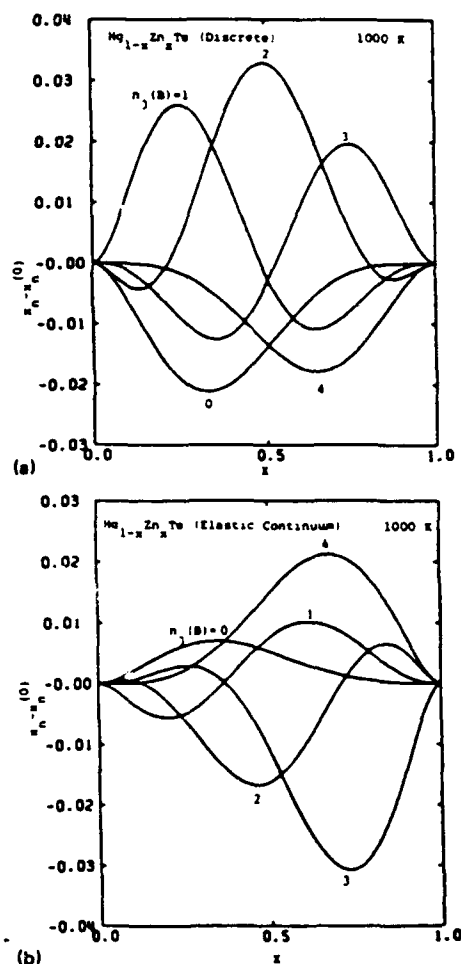 Hg1-xZnxTe (Discrete) 1000 K
0.04
0.03
0.02
0.01
-0.00
-0.01
-0.02
-0.03
xn-xn(0)
nj(B)=1
2
3
4
0
0.0 0.5 1.0
x
(a)
Hg1-xZnxTe (Elastic Continuum) 1000 K
0.03
0.02
0.01
-0.00
-0.01
-0.02
-0.03
-0.04
xn-xn(0)
nj(B)=0
4
1
2
3
0.0 0.5 1.0
x
(b)